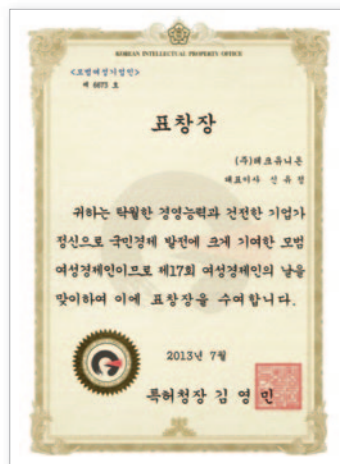 KOREAN INTELLECTUAL PROPERTY OFFICE
<모범여성기업인>
제 6073 호
표창장
(주)테크유니온
대표이사 신 유 정
귀하는 탁월한 경영능력과 건전한 기업가
정신으로 국민경제 발전에 크게 기여한 모범
여성경제인이므로 제17회 여성경제인의 날을
맞이하여 이에 표창장을 수여합니다.
2013년 7월
특허청장 김 영 민